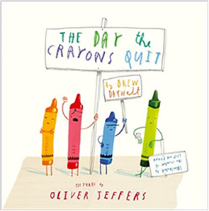 THE DAY the
CRAYONS QUIT
by DREW
DAYWALT
PICTURES by
OLIVER JEFFERS